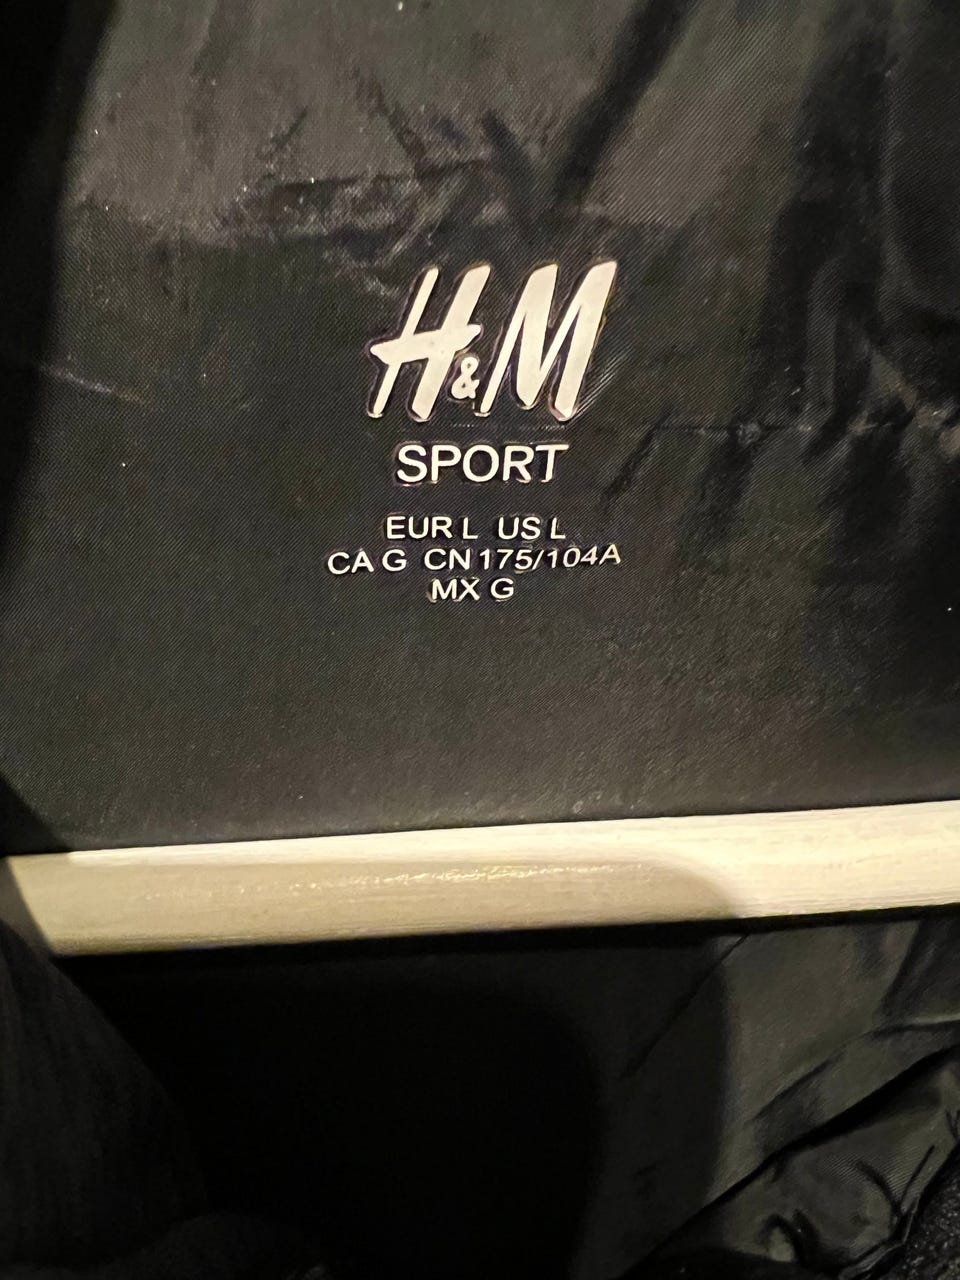 H&M
SPORT
EUR L US L
CA G CN 175/104A
MX G